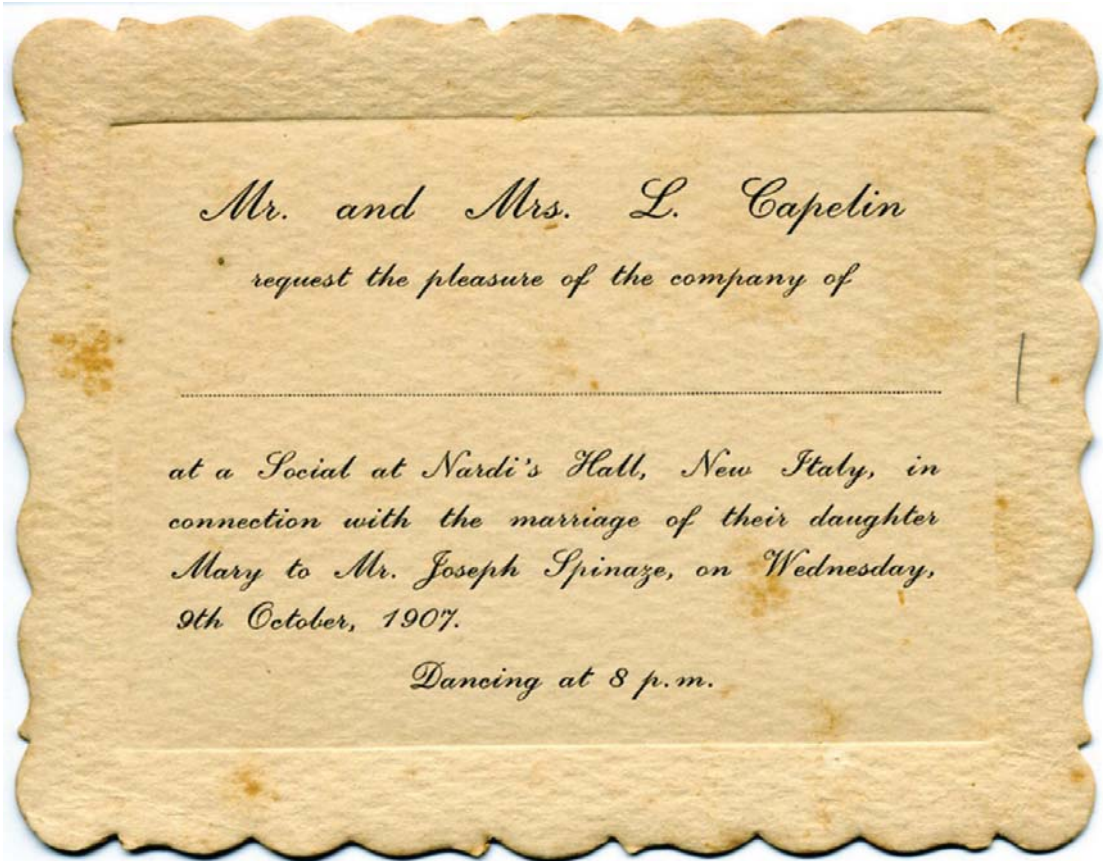 Mr. and Mrs. L. Capelin
request the pleasure of the company of
at a Social at Nardi's Hall, New Italy, in
connection with the marriage of their daughter
Mary to Mr. Joseph Spinaze, on Wednesday,
9th October, 1907.
Dancing at 8 p.m.